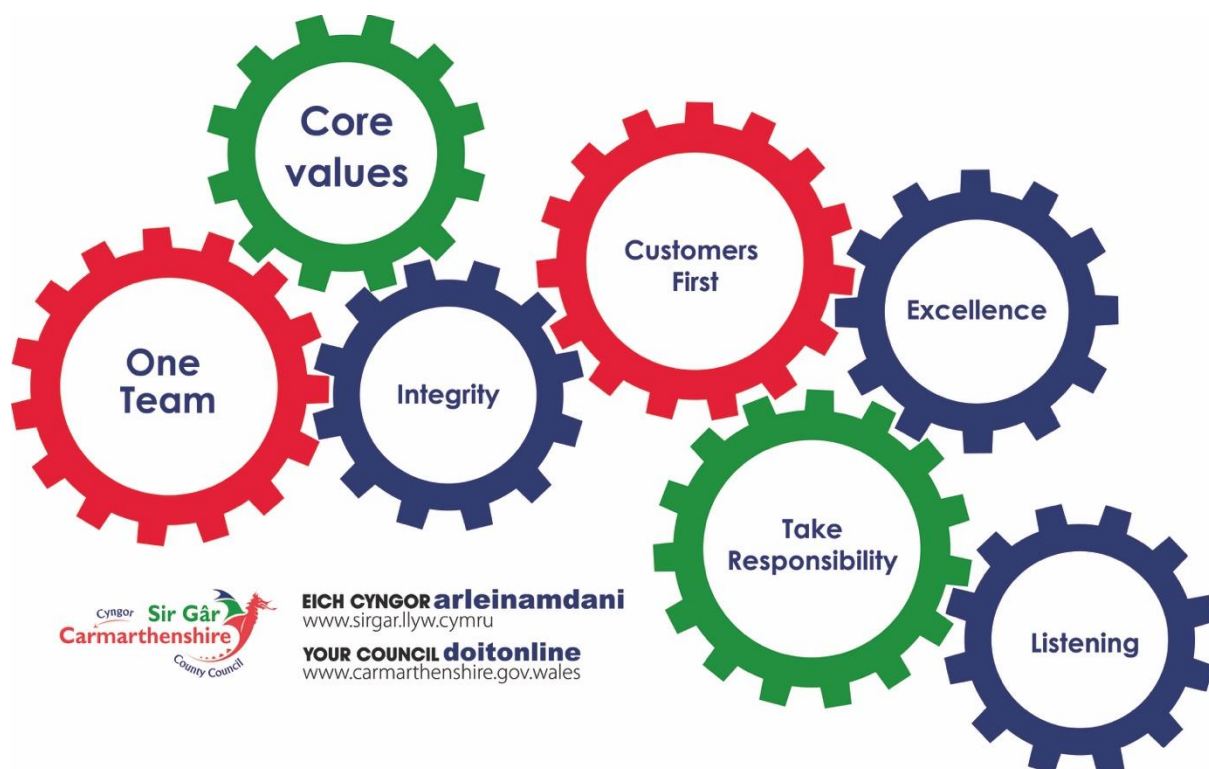 Core
values
One
Team
Integrity
Customers
First
Excellence
Take
Responsibility
Listening
Cyngor Sir Gâr
Carmarthenshire
County Council
EICH CYNGOR arleinamdani
www.sirgar.llyw.cymru
YOUR COUNCIL doitonline
www.carmarthenshire.gov.wales